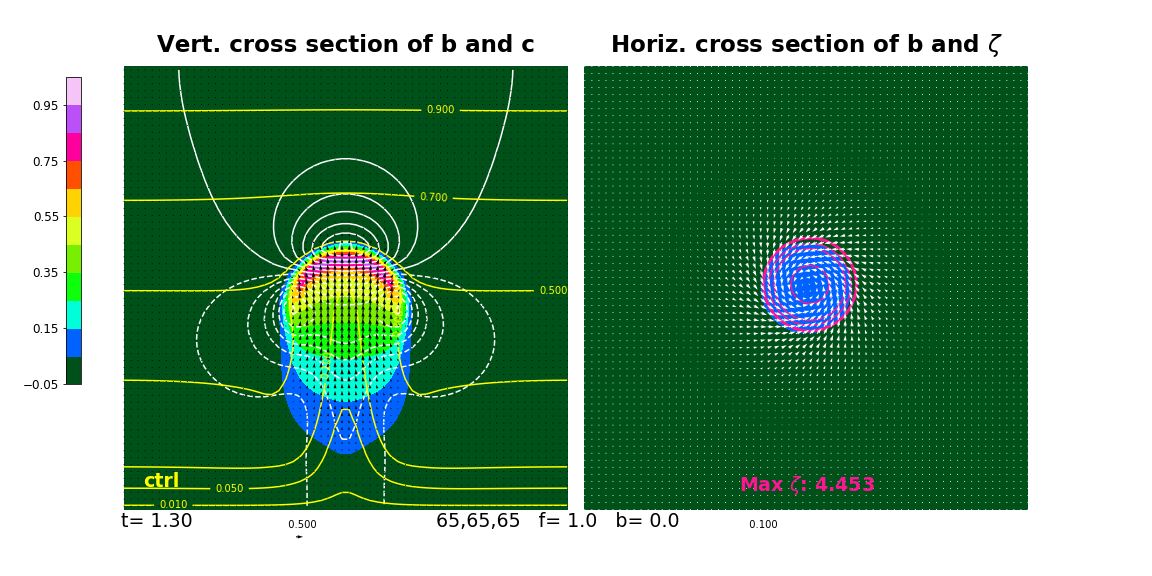 Vert. cross section of b and c
Horiz. cross section of b and ζ
0.95
0.75
0.55
0.35
0.15
−0.05
0.900
0.700
0.500
0.050
0.010
ctrl
Max ζ: 4.453
t= 1.30
0.500
65,65,65 f= 1.0 b= 0.0
0.100